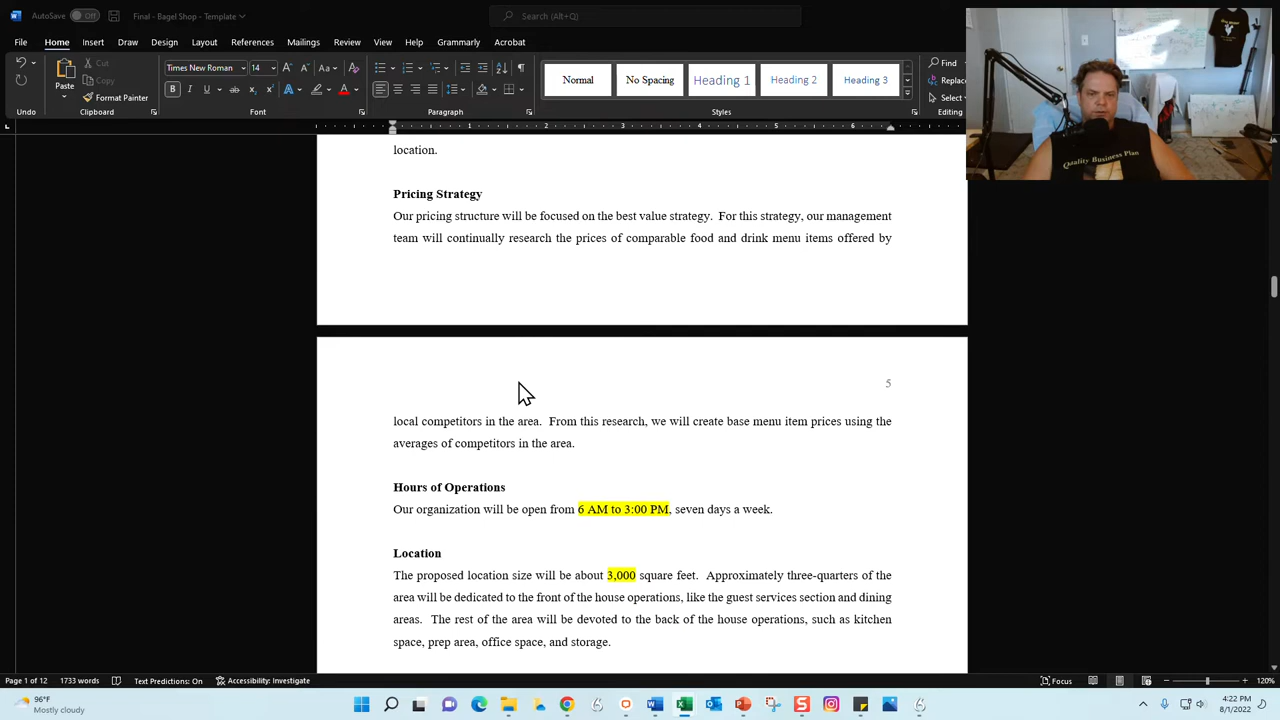 AutoSave Off
Final - Bagel Shop - Template
Search (Alt+Q)
File Home Insert Draw Design Layout References Mailings Review View Help Grammarly Acrobat
Paste
Cut
Copy
Format Painter
Times New Roman 14
Normal
No Spacing
Heading 1
Heading 2
Heading 3
Find
Replace
Select
Undo Clipboard Font Paragraph Styles Editing
1 2 3 4 5 6
location.
Pricing Strategy
Our pricing structure will be focused on the best value strategy. For this strategy, our management
team will continually research the prices of comparable food and drink menu items offered by
5
local competitors in the area. From this research, we will create base menu item prices using the
averages of competitors in the area.
Hours of Operations
Our organization will be open from 6 AM to 3:00 PM, seven days a week.
Location
The proposed location size will be about 3,000 square feet. Approximately three-quarters of the
area will be dedicated to the front of the house operations, like the guest services section and dining
areas. The rest of the area will be devoted to the back of the house operations, such as kitchen
space, prep area, office space, and storage.
Quality Business Plan
Page 1 of 12 1733 words Text Predictions: On Accessibility: Investigate Focus 120%
96°F
Mostly cloudy
4:22 PM
8/1/2022